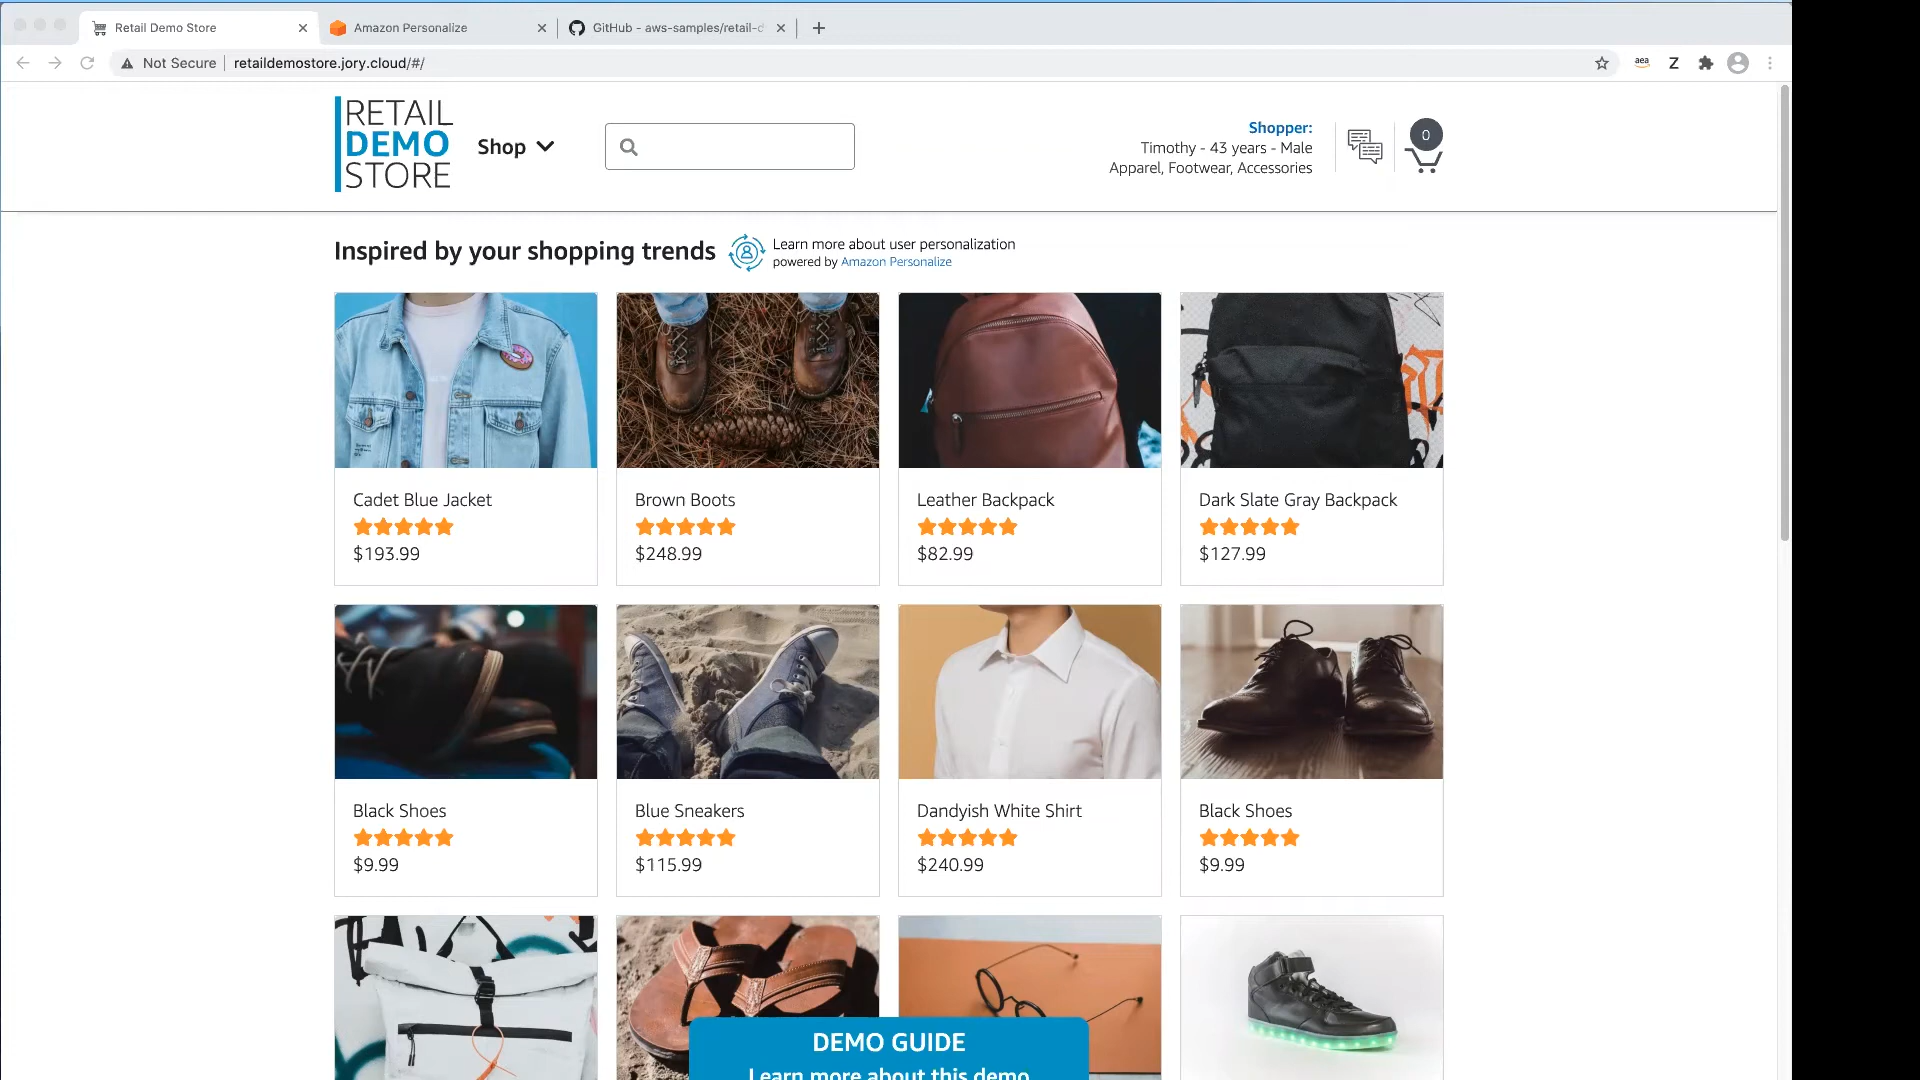 Retail Demo Store
Amazon Personalize
GitHub - aws-samples/retail-d
Not Secure
retaildemostore.jory.cloud/#/
aea
Z
RETAIL
DEMO
STORE
Shop
Shopper:
Timothy - 43 years - Male
Apparel, Footwear, Accessories
0
Inspired by your shopping trends
Learn more about user personalization
powered by Amazon Personalize
Cadet Blue Jacket
$193.99
Brown Boots
$248.99
Leather Backpack
$82.99
Dark Slate Gray Backpack
$127.99
Black Shoes
$9.99
Blue Sneakers
$115.99
Dandyish White Shirt
$240.99
Black Shoes
$9.99
DEMO GUIDE
Learn more about this demo